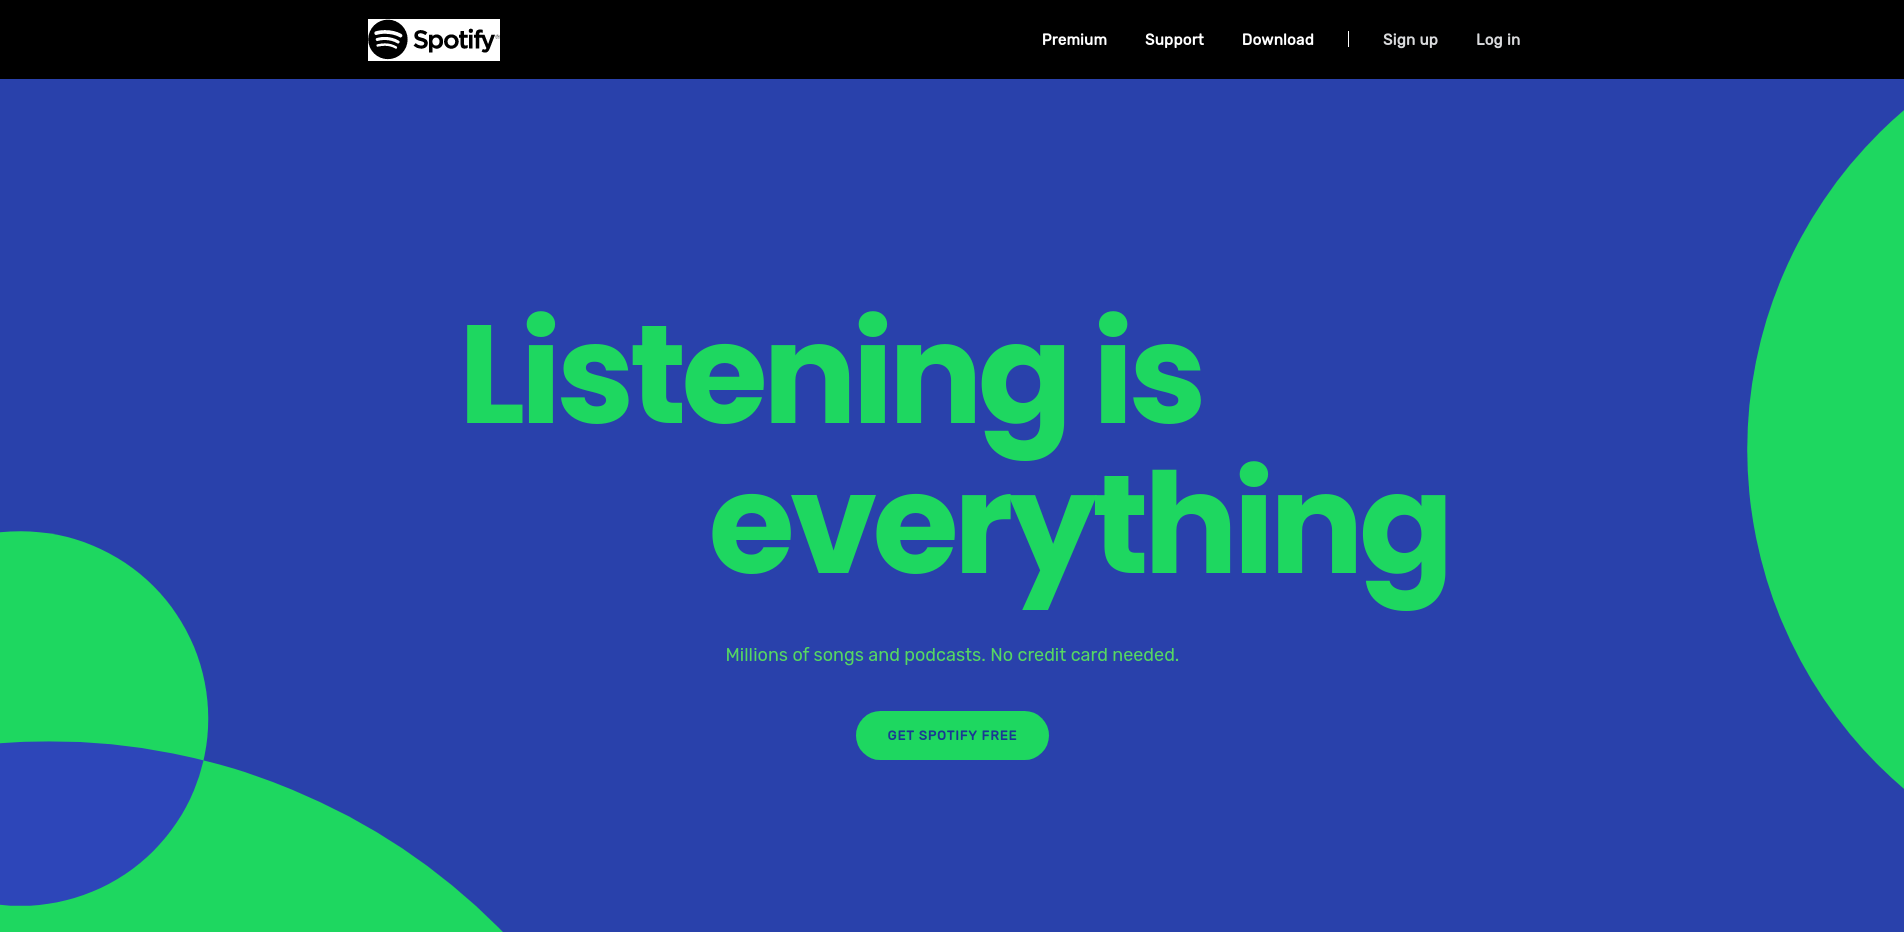 Spotify®
Premium Support Download | Sign up Log in
Listening is
everything
Millions of songs and podcasts. No credit card needed.
GET SPOTIFY FREE